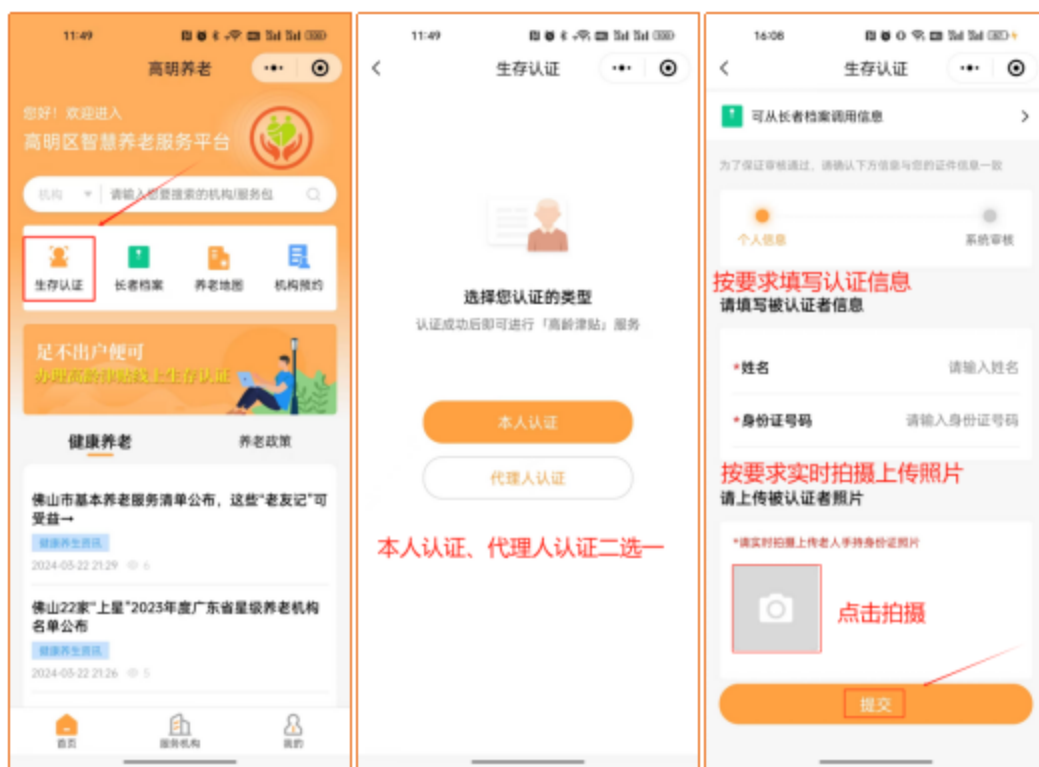 11:49
高明养老
您好！欢迎进入
高明区智慧养老服务平台
机构
请输入您要搜索的机构/服务包
生存认证
长者档案
养老地图
机构预约
足不出户便可
办理高龄津贴线上生存认证
健康养老
养老政策
佛山市基本养老服务清单公布，这些“老友记”可
受益→
健康养生资讯
2024-03-22 21:29 6
佛山22家“上星”2023年度广东省星级养老机构
名单公布
健康养生资讯
2024-03-22 21:26 5
首页
服务机构
我的
11:49
生存认证
选择您认证的类型
认证成功后即可进行「高龄津贴」服务
本人认证
代理人认证
本人认证、代理人认证二选一
16:08
生存认证
可从长者档案调用信息
为了保证审核通过，请确认下方信息与您的证件信息一致
个人信息
系统审核
按要求填写认证信息
请填写被认证者信息
*姓名
请输入姓名
*身份证号码
请输入身份证号码
按要求实时拍摄上传照片
请上传被认证者照片
*请实时拍摄上传老人手持身份证照片
点击拍摄
提交